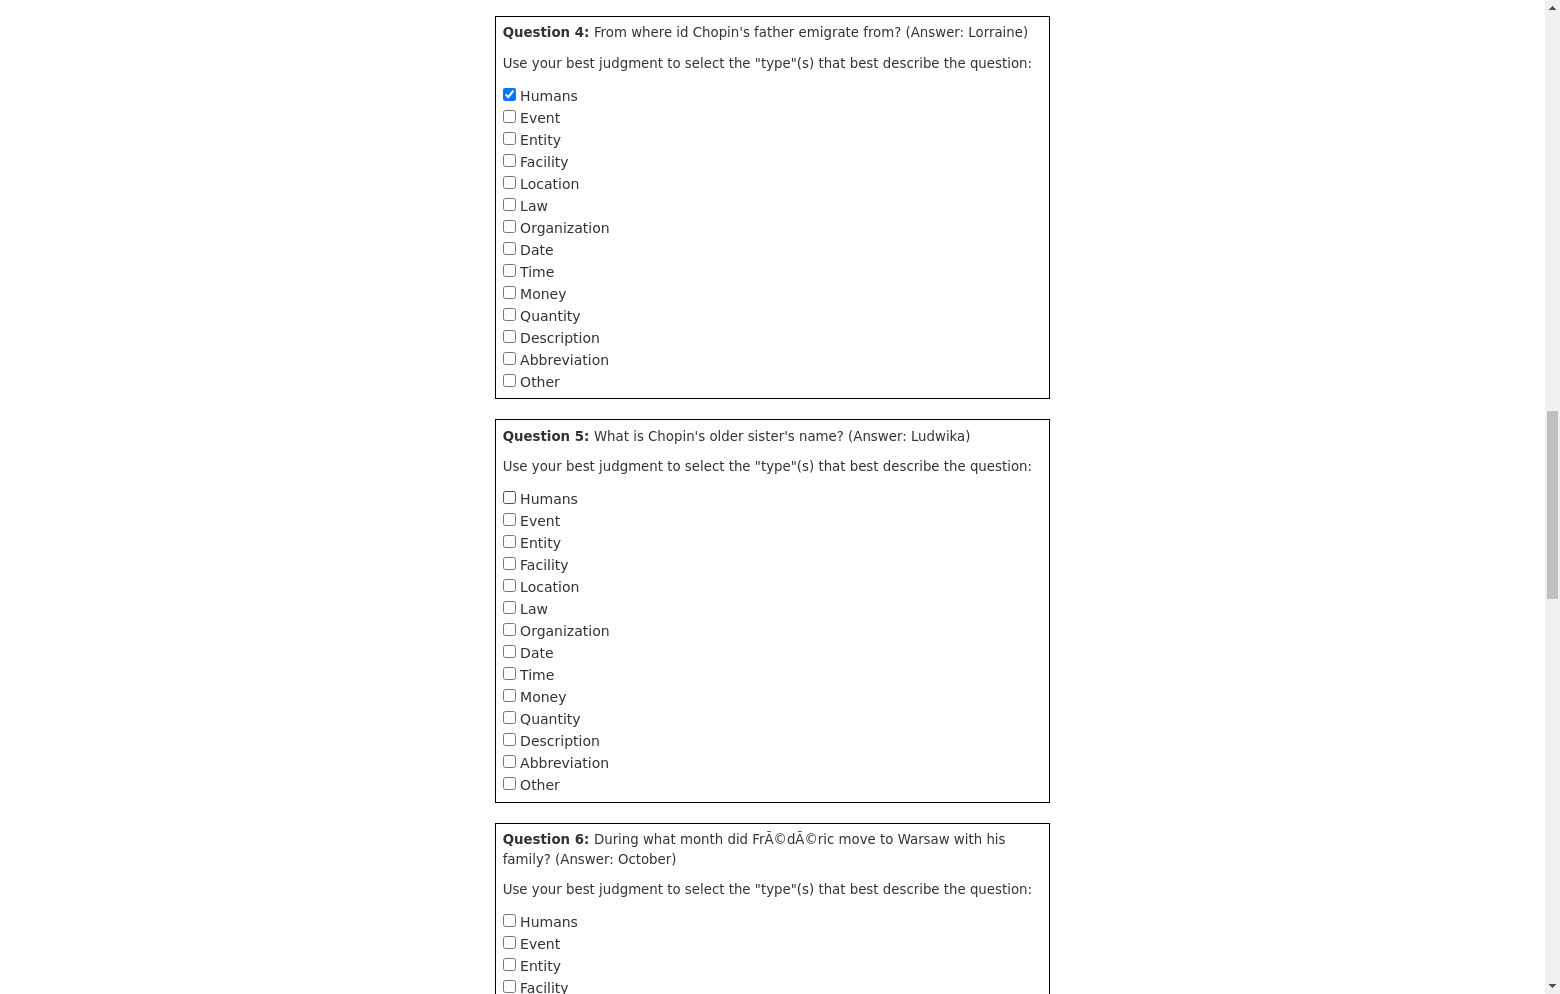 Question 4: From where id Chopin's father emigrate from? (Answer: Lorraine)
Use your best judgment to select the "type"(s) that best describe the question:
Humans
Event
Entity
Facility
Location
Law
Organization
Date
Time
Money
Quantity
Description
Abbreviation
Other
Question 5: What is Chopin's older sister's name? (Answer: Ludwika)
Use your best judgment to select the "type"(s) that best describe the question:
Humans
Event
Entity
Facility
Location
Law
Organization
Date
Time
Money
Quantity
Description
Abbreviation
Other
Question 6: During what month did FrÃ©dÃ©ric move to Warsaw with his
family? (Answer: October)
Use your best judgment to select the "type"(s) that best describe the question:
Humans
Event
Entity
Facility